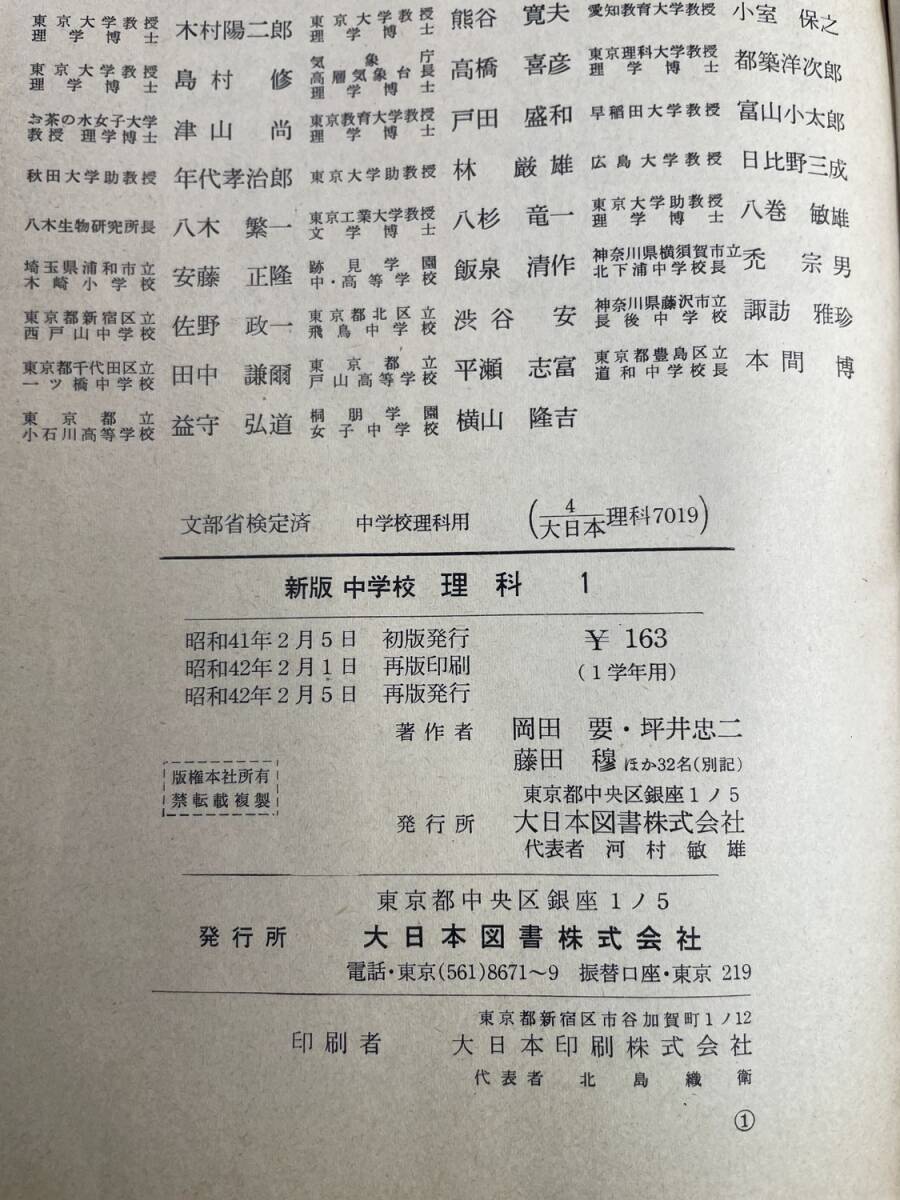 東京大学教授 理学博士 木村陽二郎 東京大学教授 理学博士 熊谷寛夫 愛知教育大学教授 小室保之
東京大学教授 理学博士 島村修 気象庁 高層気象台長 理学博士 高橋喜彦 東京理科大学教授 理学博士 都築洋次郎
お茶の水女子大学 教授 理学博士 津山尚 東京教育大学教授 理学博士 戸田盛和 早稲田大学教授 富山小太郎
秋田大学助教授 年代孝治郎 東京大学助教授 林厳雄 広島大学教授 日比野三成
八木生物研究所長 八木繁一 東京工業大学教授 文学博士 八杉竜一 東京大学助教授 理学博士 八巻敏雄
埼玉県浦和市立 木崎小学校 安藤正隆 跡見学園 中・高等学校 飯泉清作 神奈川県横須賀市立 北下浦中学校長 禿宗男
東京都新宿区立 西戸山中学校 佐野政一 東京都北区立 飛鳥中学校 渋谷安 神奈川県藤沢市立 長後中学校 諏訪雅珍
東京都千代田区立 一ツ橋中学校 田中謙爾 東京都立 戸山高等学校 平瀬志富 東京都豊島区立 道和中学校長 本間博
東京都立 小石川高等学校 益守弘道 桐朋学園 女子中学校 横山隆吉
文部省検定済 中学校理科用 (4/大日本 理科7019)
新版 中学校 理科 1
昭和41年2月5日 初版発行 ¥ 163
昭和42年2月1日 再版印刷 (1学年用)
昭和42年2月5日 再版発行
著作者 岡田 要・坪井忠二
藤田 穆 ほか32名(別記)
版権本社所有
禁転載複製
東京都中央区銀座1ノ5
発行所 大日本図書株式会社
代表者 河村敏雄
東京都中央区銀座1ノ5
発行所 大日本図書株式会社
電話・東京(561)8671〜9 振替口座・東京 219
東京都新宿区市谷加賀町1ノ12
印刷者 大日本印刷株式会社
代表者 北島織衛
①